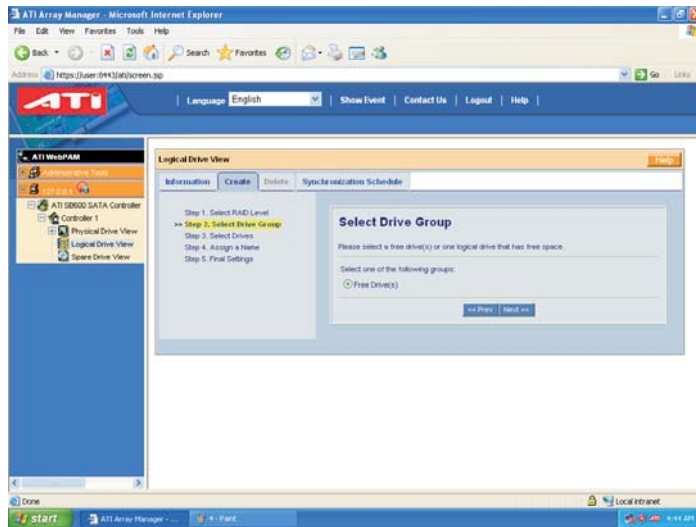 ATI Array Manager - Microsoft Internet Explorer
File Edit View Favorites Tools Help
Back Search Favorites
Address https://user:8443/ati/screen.jsp Go Links
ATI
Language English | Show Event | Contact Us | Logout | Help |
ATI WebPAM
Administrative Tools
127.0.0.1
ATI SB600 SATA Controller
Controller 1
Physical Drive View
Logical Drive View
Spare Drive View
Logical Drive View Help
Information Create Delete Synchronization Schedule
Step 1. Select RAID Level
>> Step 2. Select Drive Group
Step 3. Select Drives
Step 4. Assign a Name
Step 5. Final Settings
Select Drive Group
Please select a free drive(s) or one logical drive that has free space.
Select one of the following groups:
Free Drive(s)
<< Prev Next >>
Done Local intranet
start ATI Array Manager - ... 4 - Paint